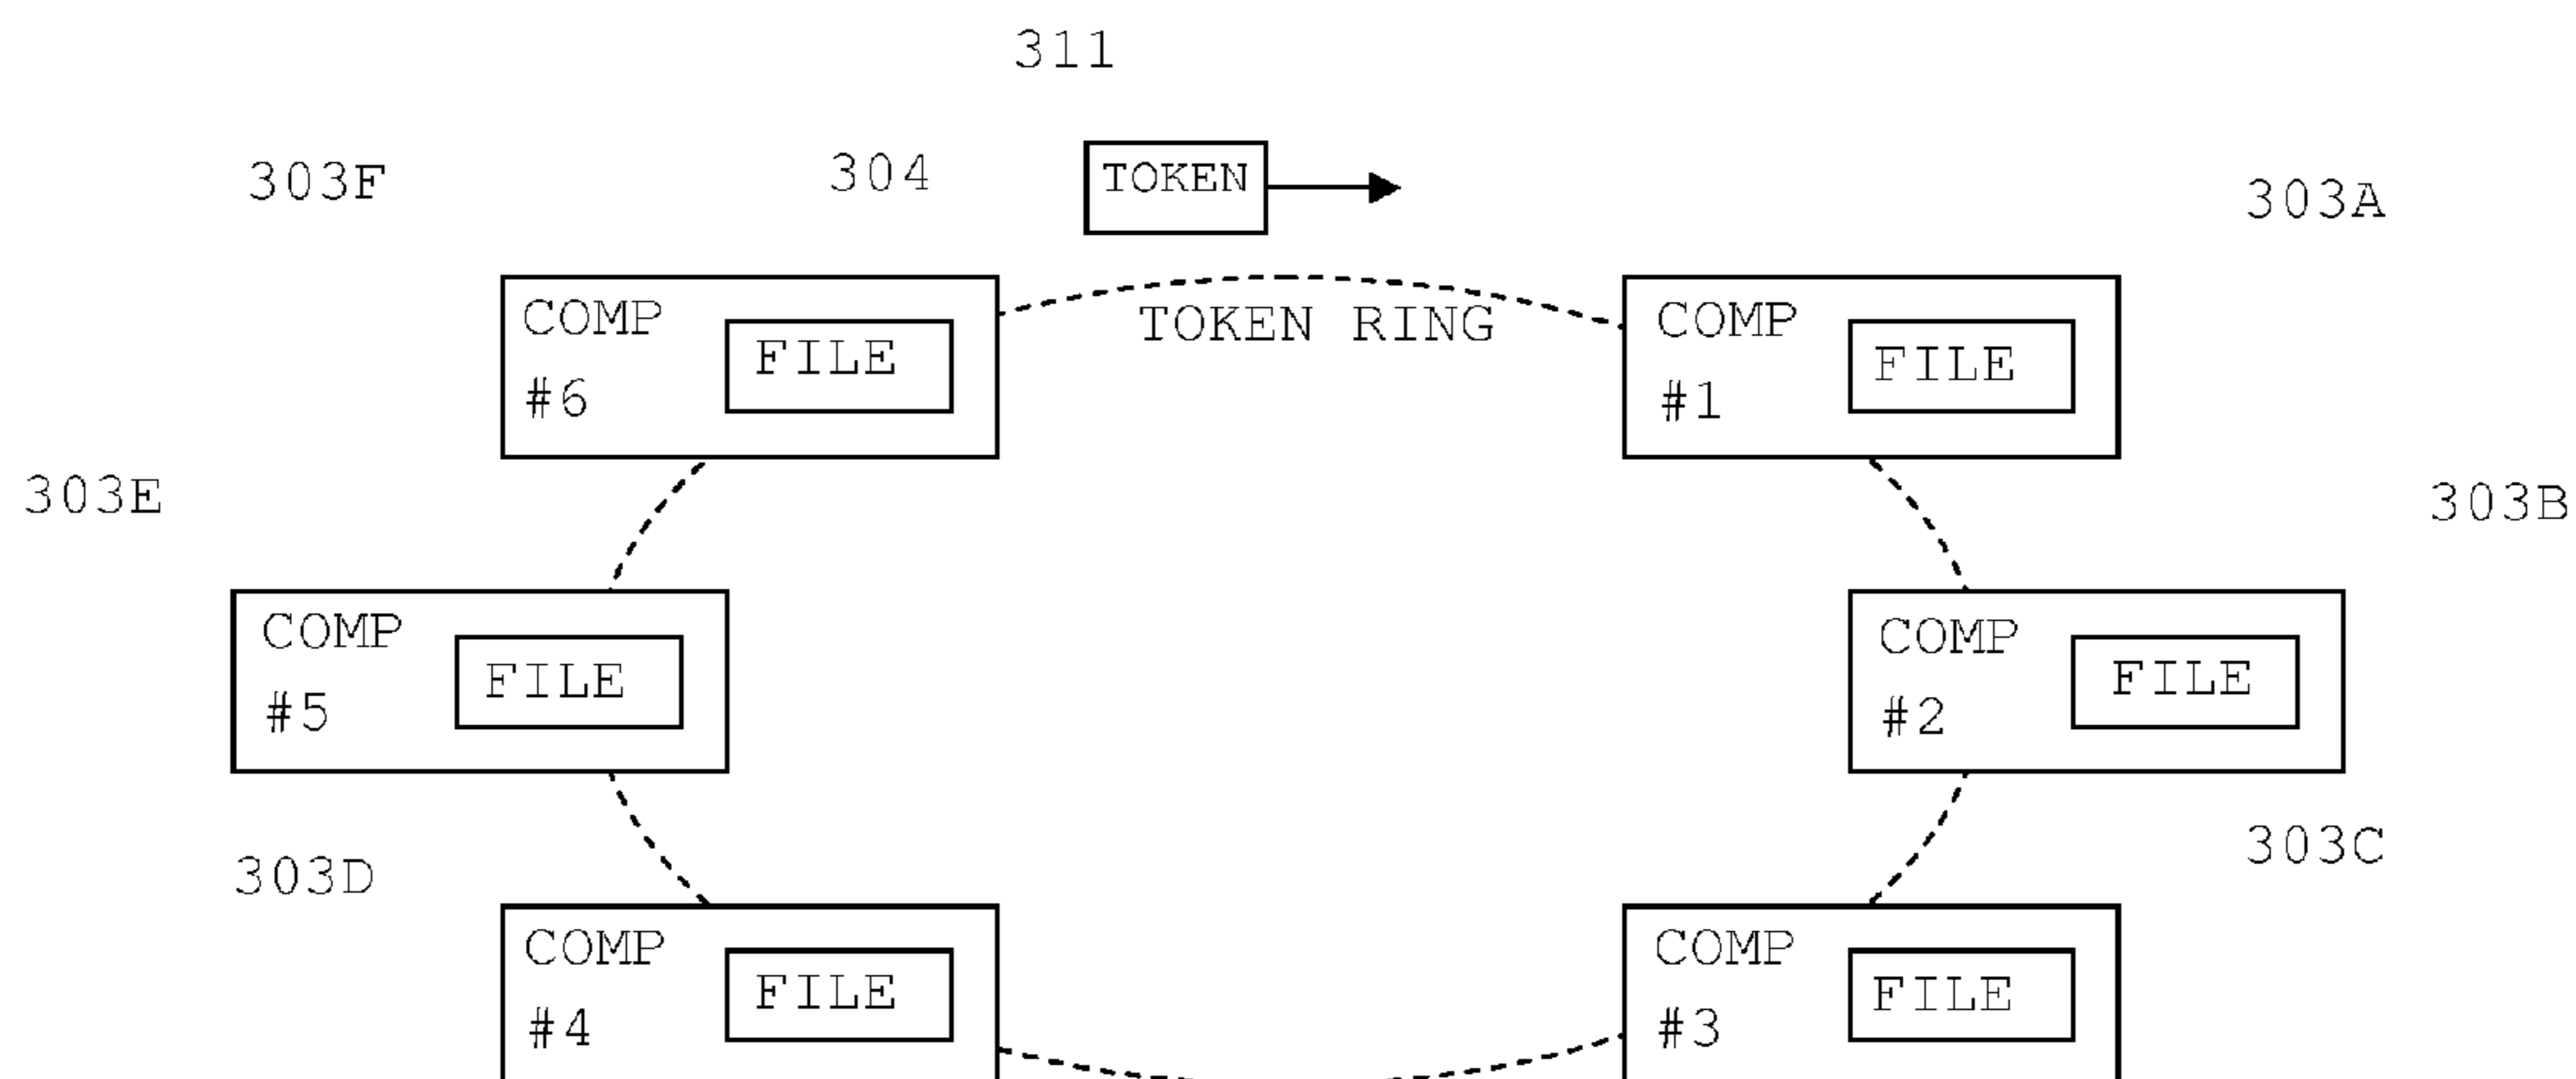 311
303F
304
TOKEN
303A
COMP
#6
FILE
TOKEN RING
COMP
#1
FILE
303E
303B
COMP
#5
FILE
COMP
#2
FILE
303D
303C
COMP
#4
FILE
COMP
#3
FILE